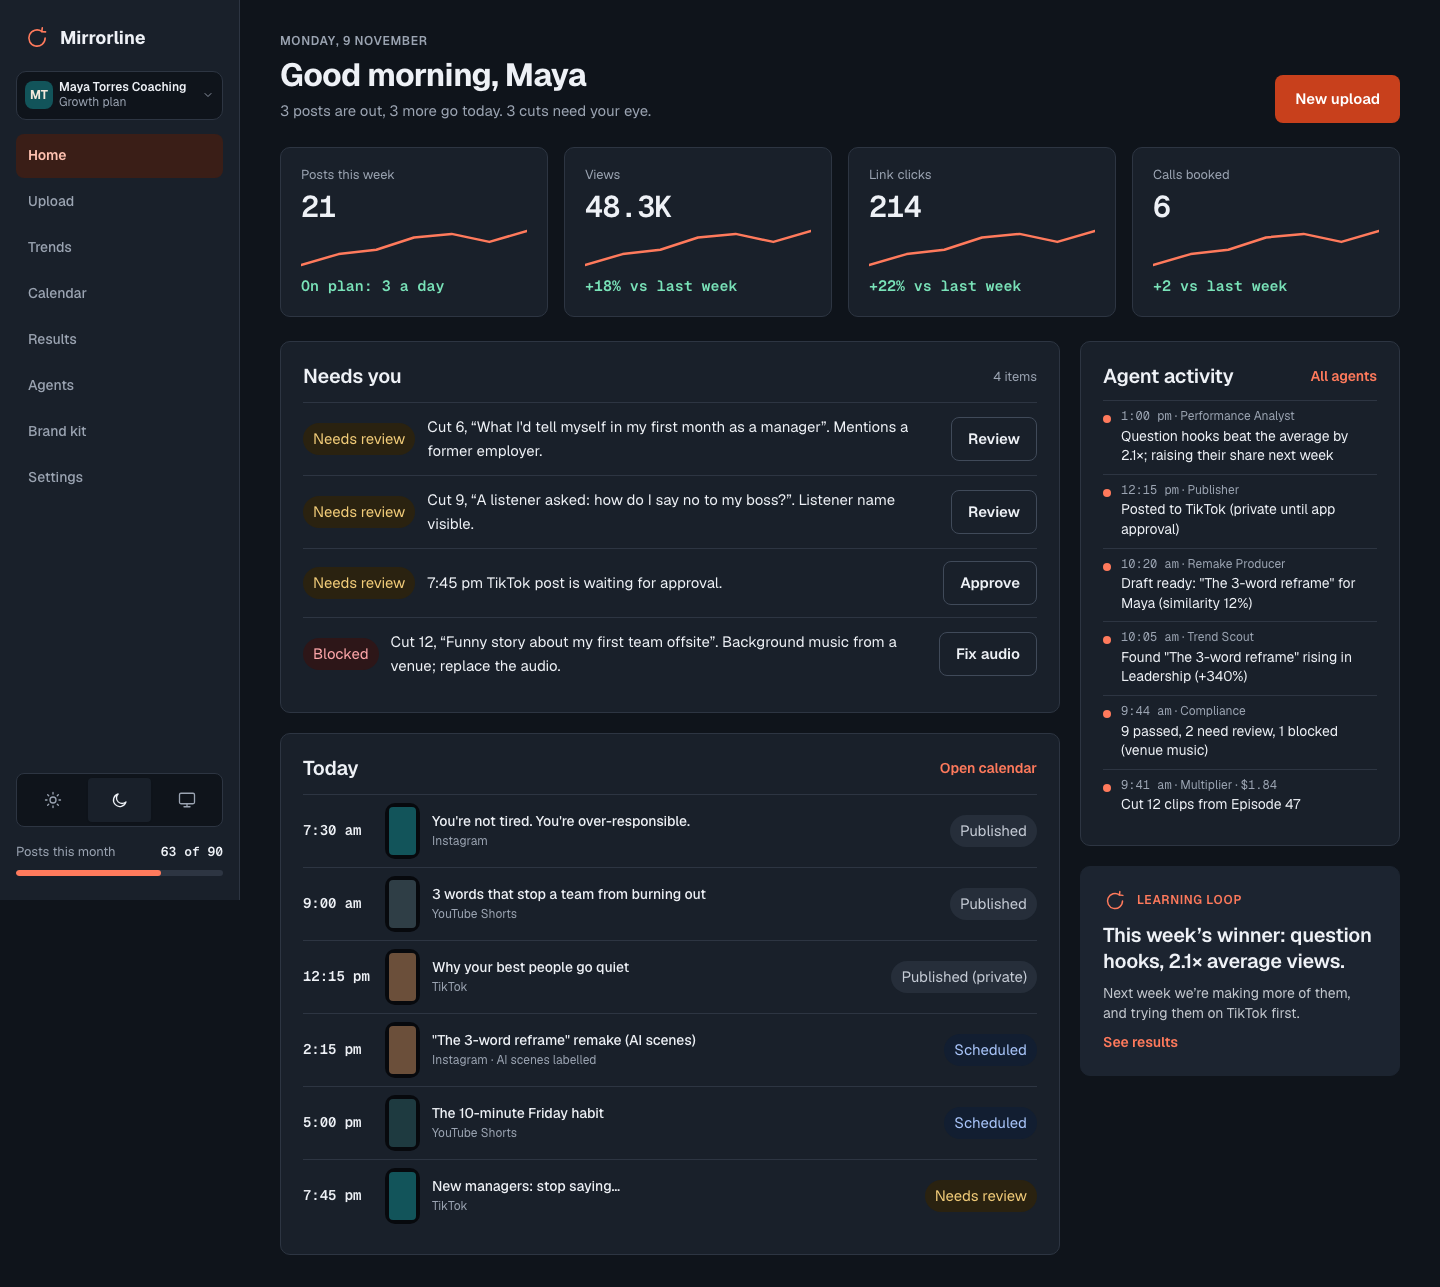 Mirrorline
MT
Maya Torres Coaching
Growth plan
Home
Upload
Trends
Calendar
Results
Agents
Brand kit
Settings
Posts this month
63 of 90
MONDAY, 9 NOVEMBER
Good morning, Maya
3 posts are out, 3 more go today. 3 cuts need your eye.
New upload
Posts this week
21
On plan: 3 a day
Views
48.3K
+18% vs last week
Link clicks
214
+22% vs last week
Calls booked
6
+2 vs last week
Needs you
4 items
Needs review
Cut 6, “What I'd tell myself in my first month as a manager”. Mentions a
former employer.
Review
Needs review
Cut 9, “A listener asked: how do I say no to my boss?”. Listener name
visible.
Review
Needs review
7:45 pm TikTok post is waiting for approval.
Approve
Blocked
Cut 12, “Funny story about my first team offsite”. Background music from a
venue; replace the audio.
Fix audio
Today
Open calendar
7:30 am
You're not tired. You're over-responsible.
Instagram
Published
9:00 am
3 words that stop a team from burning out
YouTube Shorts
Published
12:15 pm
Why your best people go quiet
TikTok
Published (private)
2:15 pm
"The 3-word reframe" remake (AI scenes)
Instagram · AI scenes labelled
Scheduled
5:00 pm
The 10-minute Friday habit
YouTube Shorts
Scheduled
7:45 pm
New managers: stop saying…
TikTok
Needs review
Agent activity
All agents
1:00 pm · Performance Analyst
Question hooks beat the average by
2.1×; raising their share next week
12:15 pm · Publisher
Posted to TikTok (private until app
approval)
10:20 am · Remake Producer
Draft ready: "The 3-word reframe" for
Maya (similarity 12%)
10:05 am · Trend Scout
Found "The 3-word reframe" rising in
Leadership (+340%)
9:44 am · Compliance
9 passed, 2 need review, 1 blocked
(venue music)
9:41 am · Multiplier · $1.84
Cut 12 clips from Episode 47
LEARNING LOOP
This week’s winner: question
hooks, 2.1× average views.
Next week we’re making more of them,
and trying them on TikTok first.
See results